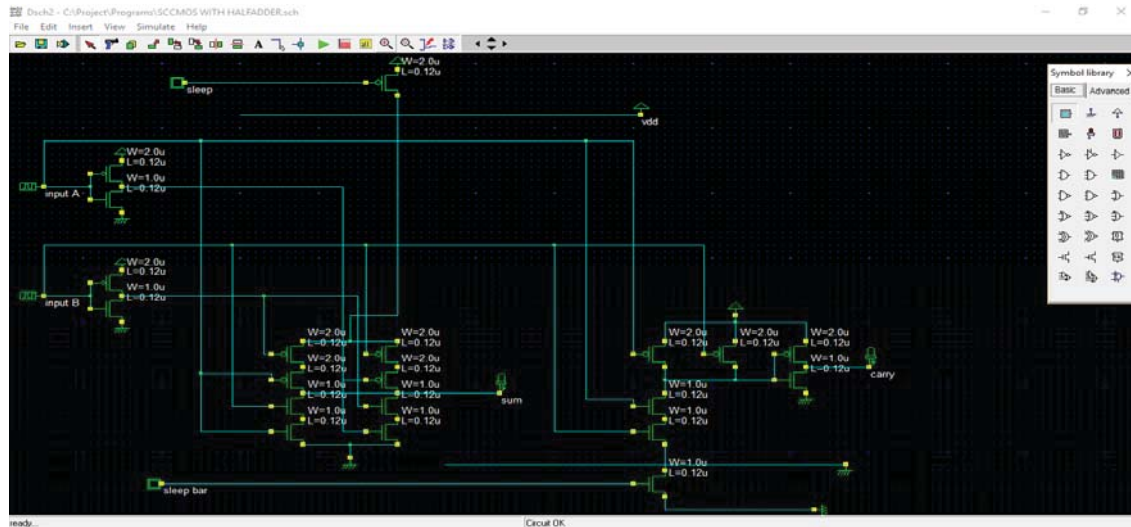 Dsch2 - C:\Project\Programs\SCCMOS WITH HALFADDER.sch
File Edit Insert View Simulate Help
W=2.0u
L=0.12u
sleep
Symbol library
Basic Advanced
vdd
W=2.0u
L=0.12u
W=1.0u
L=0.12u
input A
W=2.0u
L=0.12u
W=1.0u
L=0.12u
input B
W=2.0u W=2.0u W=2.0u W=2.0u W=2.0u
L=0.12u L=0.12u L=0.12u L=0.12u L=0.12u
W=2.0u W=2.0u W=1.0u
L=0.12u L=0.12u L=0.12u
carry
W=1.0u W=1.0u W=1.0u
L=0.12u L=0.12u L=0.12u
sum
W=1.0u W=1.0u W=1.0u
L=0.12u L=0.12u L=0.12u
W=1.0u
L=0.12u
sleep bar
ready... Circuit OK